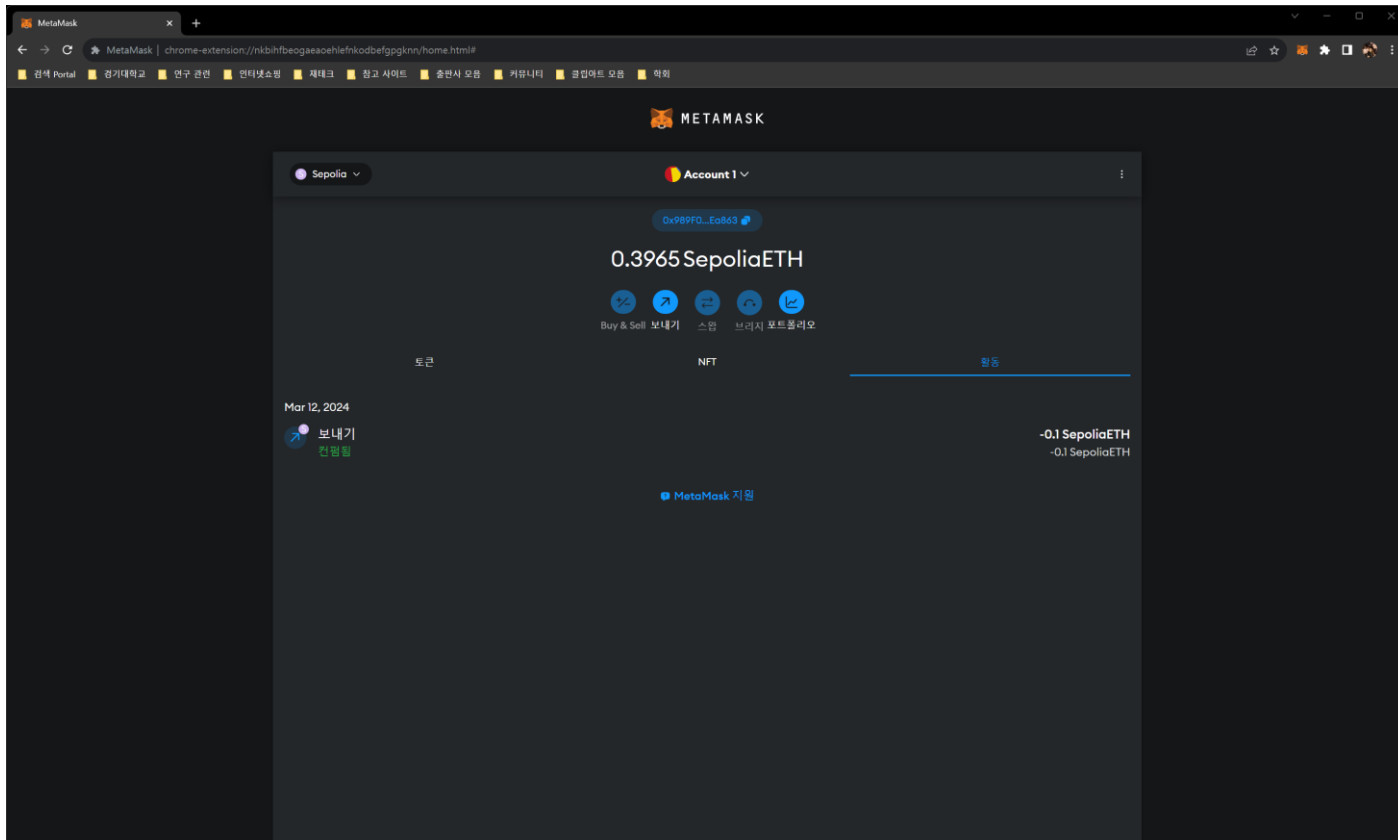 MetaMask
MetaMask | chrome-extension://nkbihfbeogaeaoehlefnkodbefgpgknn/home.html#
검색 Portal 경기대학교 연구 관련 인터넷쇼핑 재테크 참고 사이트 출판사 모음 커뮤니티 클립아트 모음 학회
METAMASK
S Sepolia Account 1
0x989F0...Ea863
0.3965 SepoliaETH
Buy & Sell 보내기 스왑 브리지 포트폴리오
토큰 NFT 활동
Mar 12, 2024
S
보내기 -0.1 SepoliaETH
컨펌됨 -0.1 SepoliaETH
MetaMask 지원